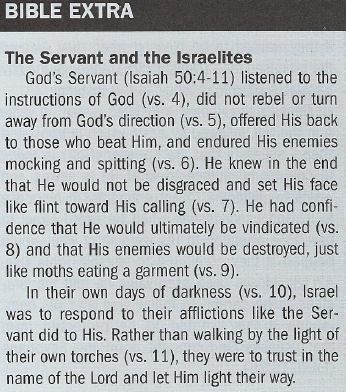 BIBLE EXTRA
The Servant and the Israelites
God's Servant (Isaiah 50:4-11) listened to the
instructions of God (vs. 4), did not rebel or turn
away from God's direction (vs. 5), offered His back
to those who beat Him, and endured His enemies
mocking and spitting (vs. 6). He knew in the end
that He would not be disgraced and set His face
like flint toward His calling (vs. 7). He had confi-
dence that He would ultimately be vindicated (vs.
8) and that His enemies would be destroyed, just
like moths eating a garment (vs. 9).
In their own days of darkness (vs. 10), Israel
was to respond to their afflictions like the Ser-
vant did to His. Rather than walking by the light of
their own torches (vs. 11), they were to trust in the
name of the Lord and let Him light their way.